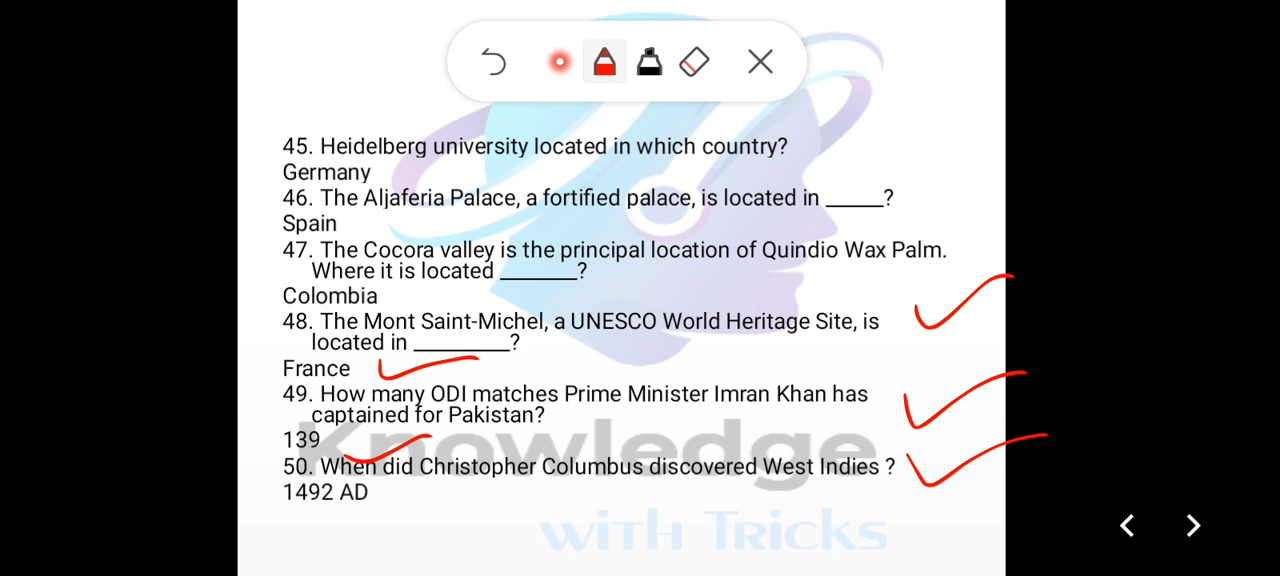 45. Heidelberg university located in which country?
Germany
46. The Aljaferia Palace, a fortified palace, is located in _____?
Spain
47. The Cocora valley is the principal location of Quindio Wax Palm.
Where it is located _______?
Colombia
48. The Mont Saint-Michel, a UNESCO World Heritage Site, is
located in _________?
France
49. How many ODI matches Prime Minister Imran Khan has
captained for Pakistan?
139
50. When did Christopher Columbus discovered West Indies ?
1492 AD
Knowledge
with Tricks